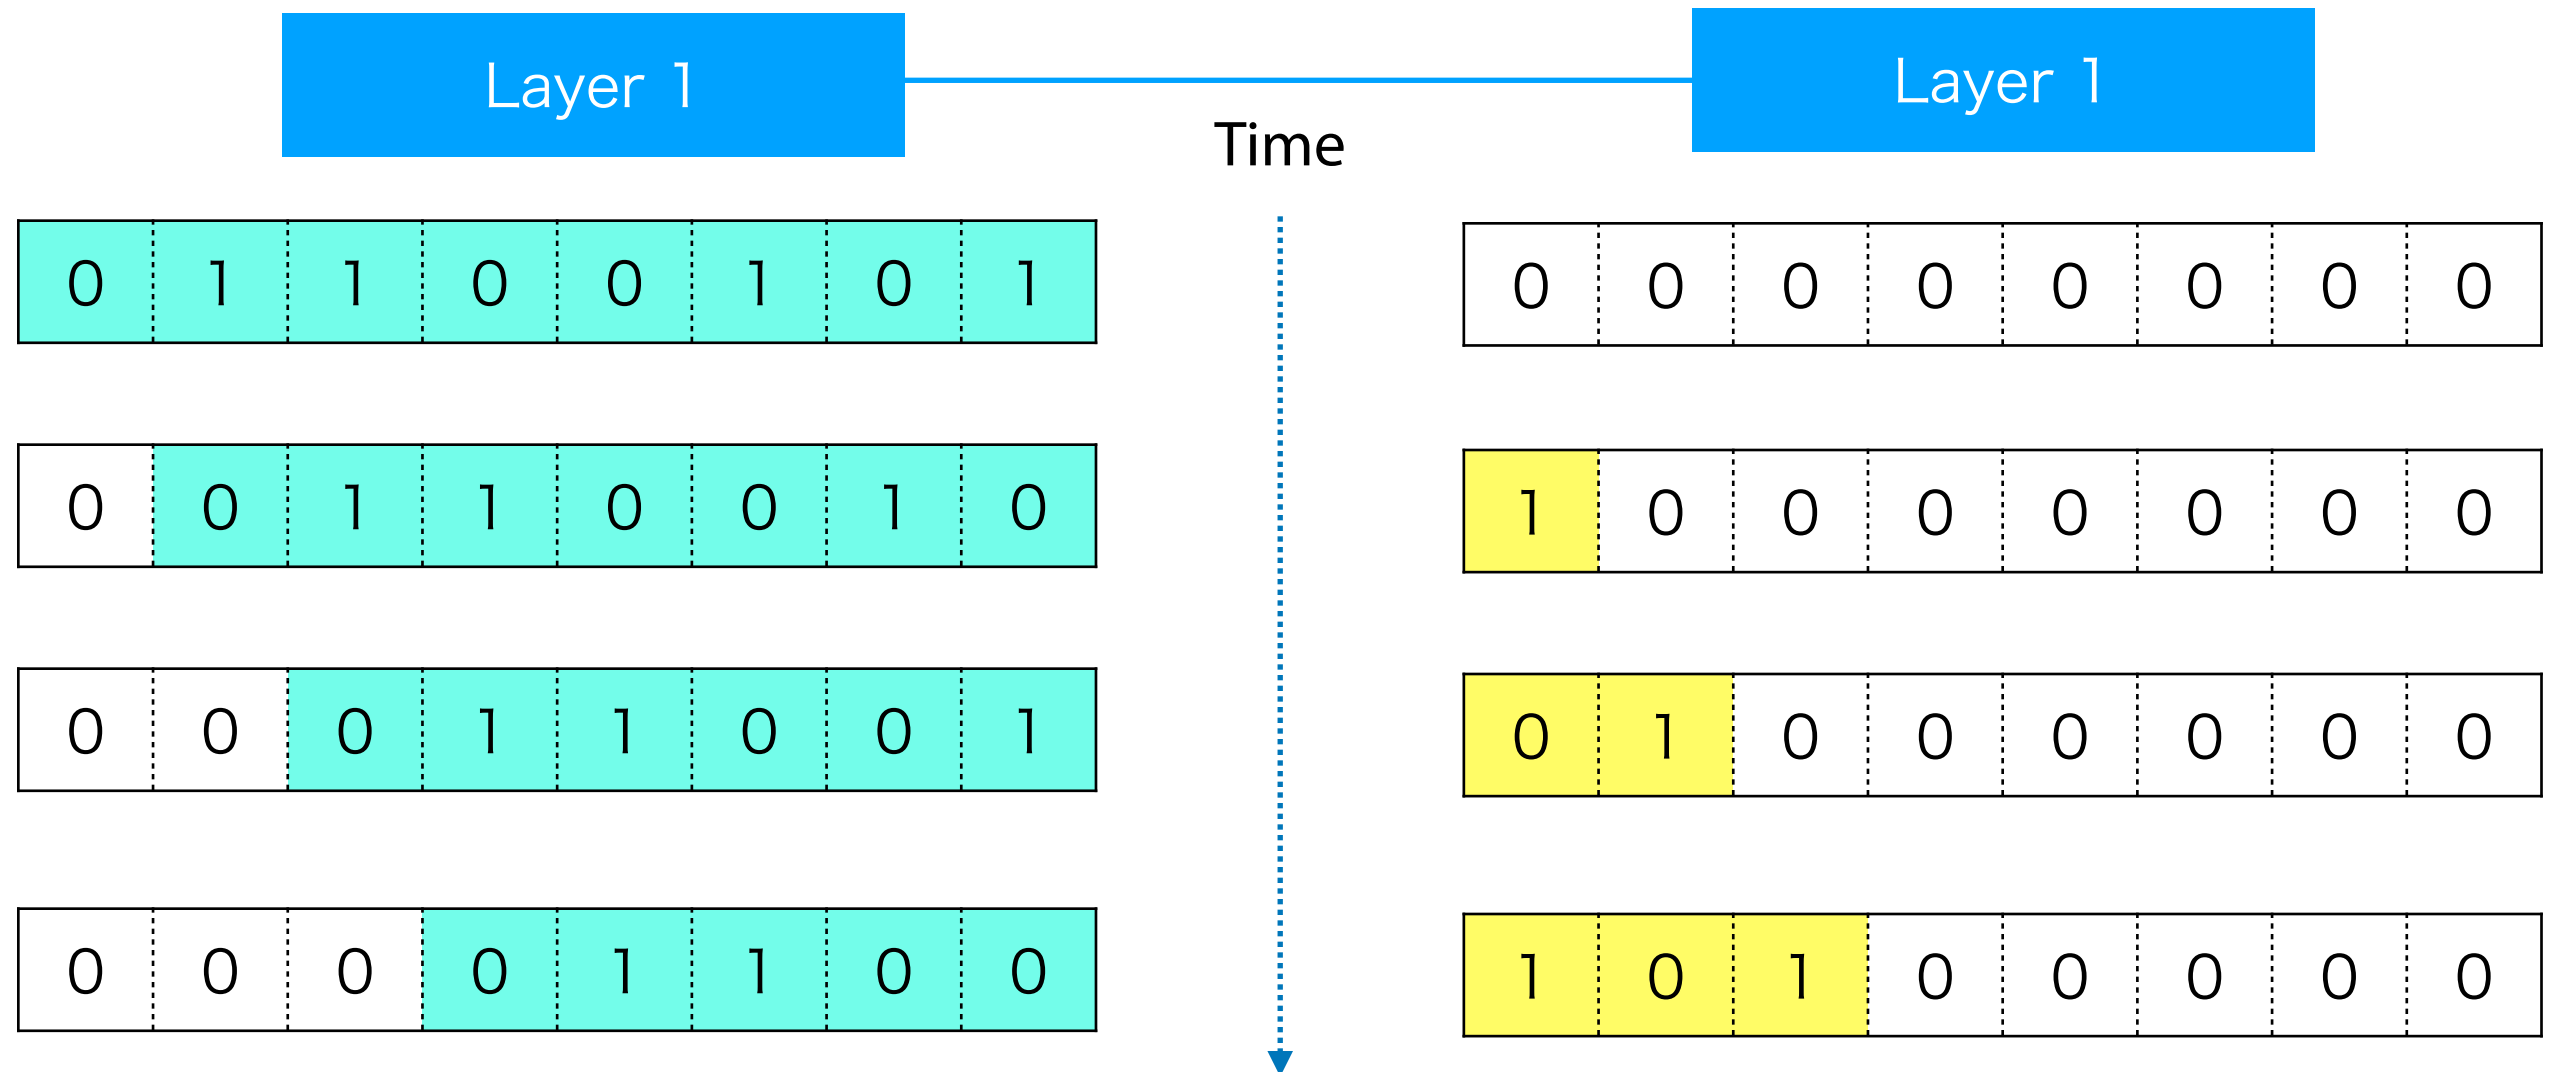 Layer 1
Layer 1
Time
0 1 1 0 0 1 0 1
0 0 0 0 0 0 0 0
0 0 1 1 0 0 1 0
1 0 0 0 0 0 0 0
0 0 0 1 1 0 0 1
0 1 0 0 0 0 0 0
0 0 0 0 1 1 0 0
1 0 1 0 0 0 0 0